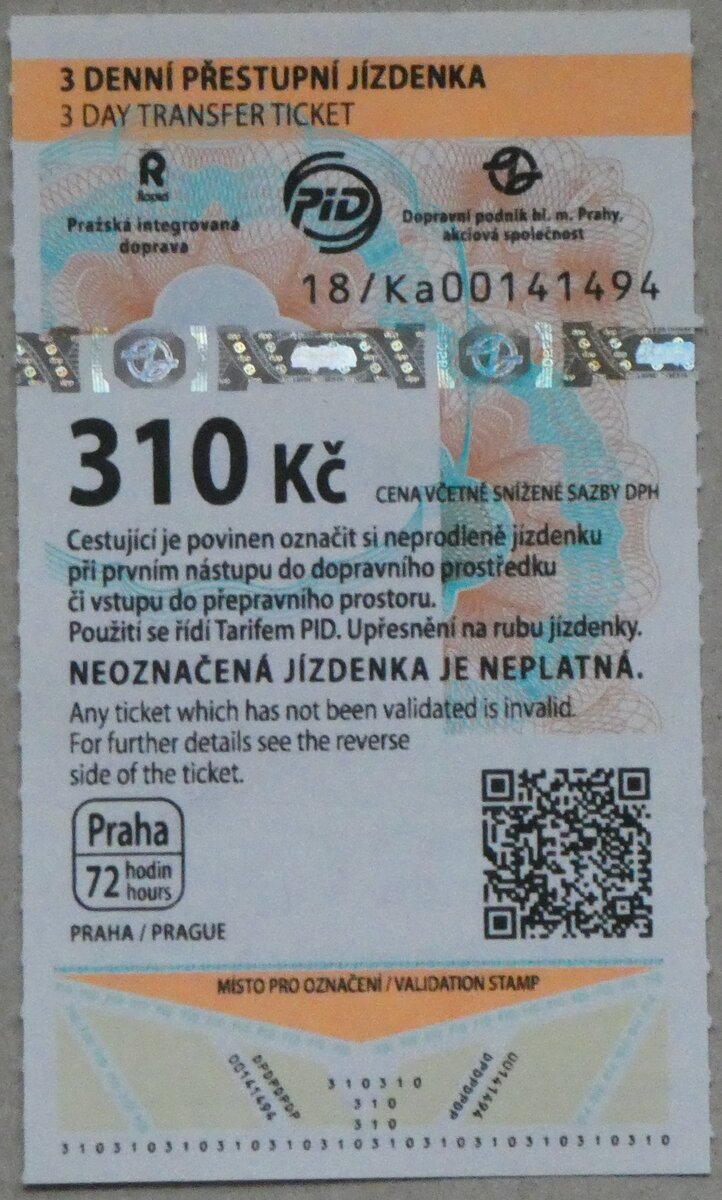 3 DENNÍ PŘESTUPNÍ JÍZDENKA
3 DAY TRANSFER TICKET
R
Ropid
Pražská integrovaná
doprava
PID
Dopravní podnik hl. m. Prahy,
akciová společnost
18/Ka00141494
310 Kč
CENA VČETNĚ SNÍŽENÉ SAZBY DPH
Cestující je povinen označit si neprodleně jízdenku
při prvním nástupu do dopravního prostředku
či vstupu do přepravního prostoru.
Použití se řídí Tarifem PID. Upřesnění na rubu jízdenky.
NEOZNAČENÁ JÍZDENKA JE NEPLATNÁ.
Any ticket which has not been validated is invalid.
For further details see the reverse
side of the ticket.
Praha
72 hodin
hours
PRAHA / PRAGUE
MÍSTO PRO OZNAČENÍ / VALIDATION STAMP
DPDPDPDP
00141494
DPDPDPDP
00141494
310310
310
310
310310310310310310310310310310310